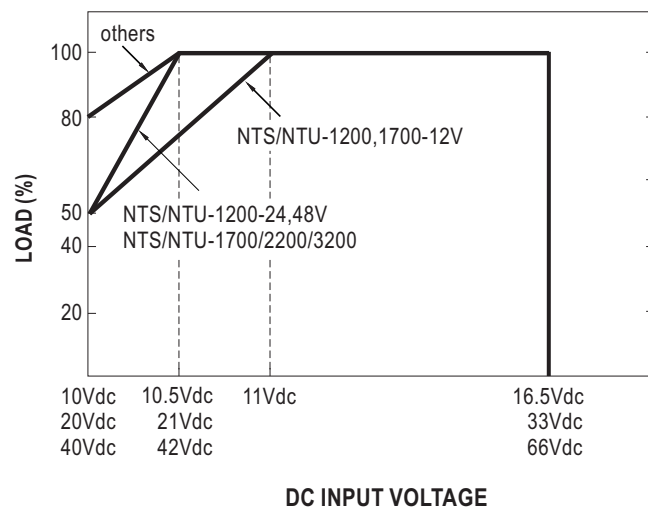 others
100
80
50
40
20
LOAD (%)
NTS/NTU-1200,1700-12V
NTS/NTU-1200-24,48V
NTS/NTU-1700/2200/3200
10Vdc
20Vdc
40Vdc
10.5Vdc
21Vdc
42Vdc
11Vdc
16.5Vdc
33Vdc
66Vdc
DC INPUT VOLTAGE